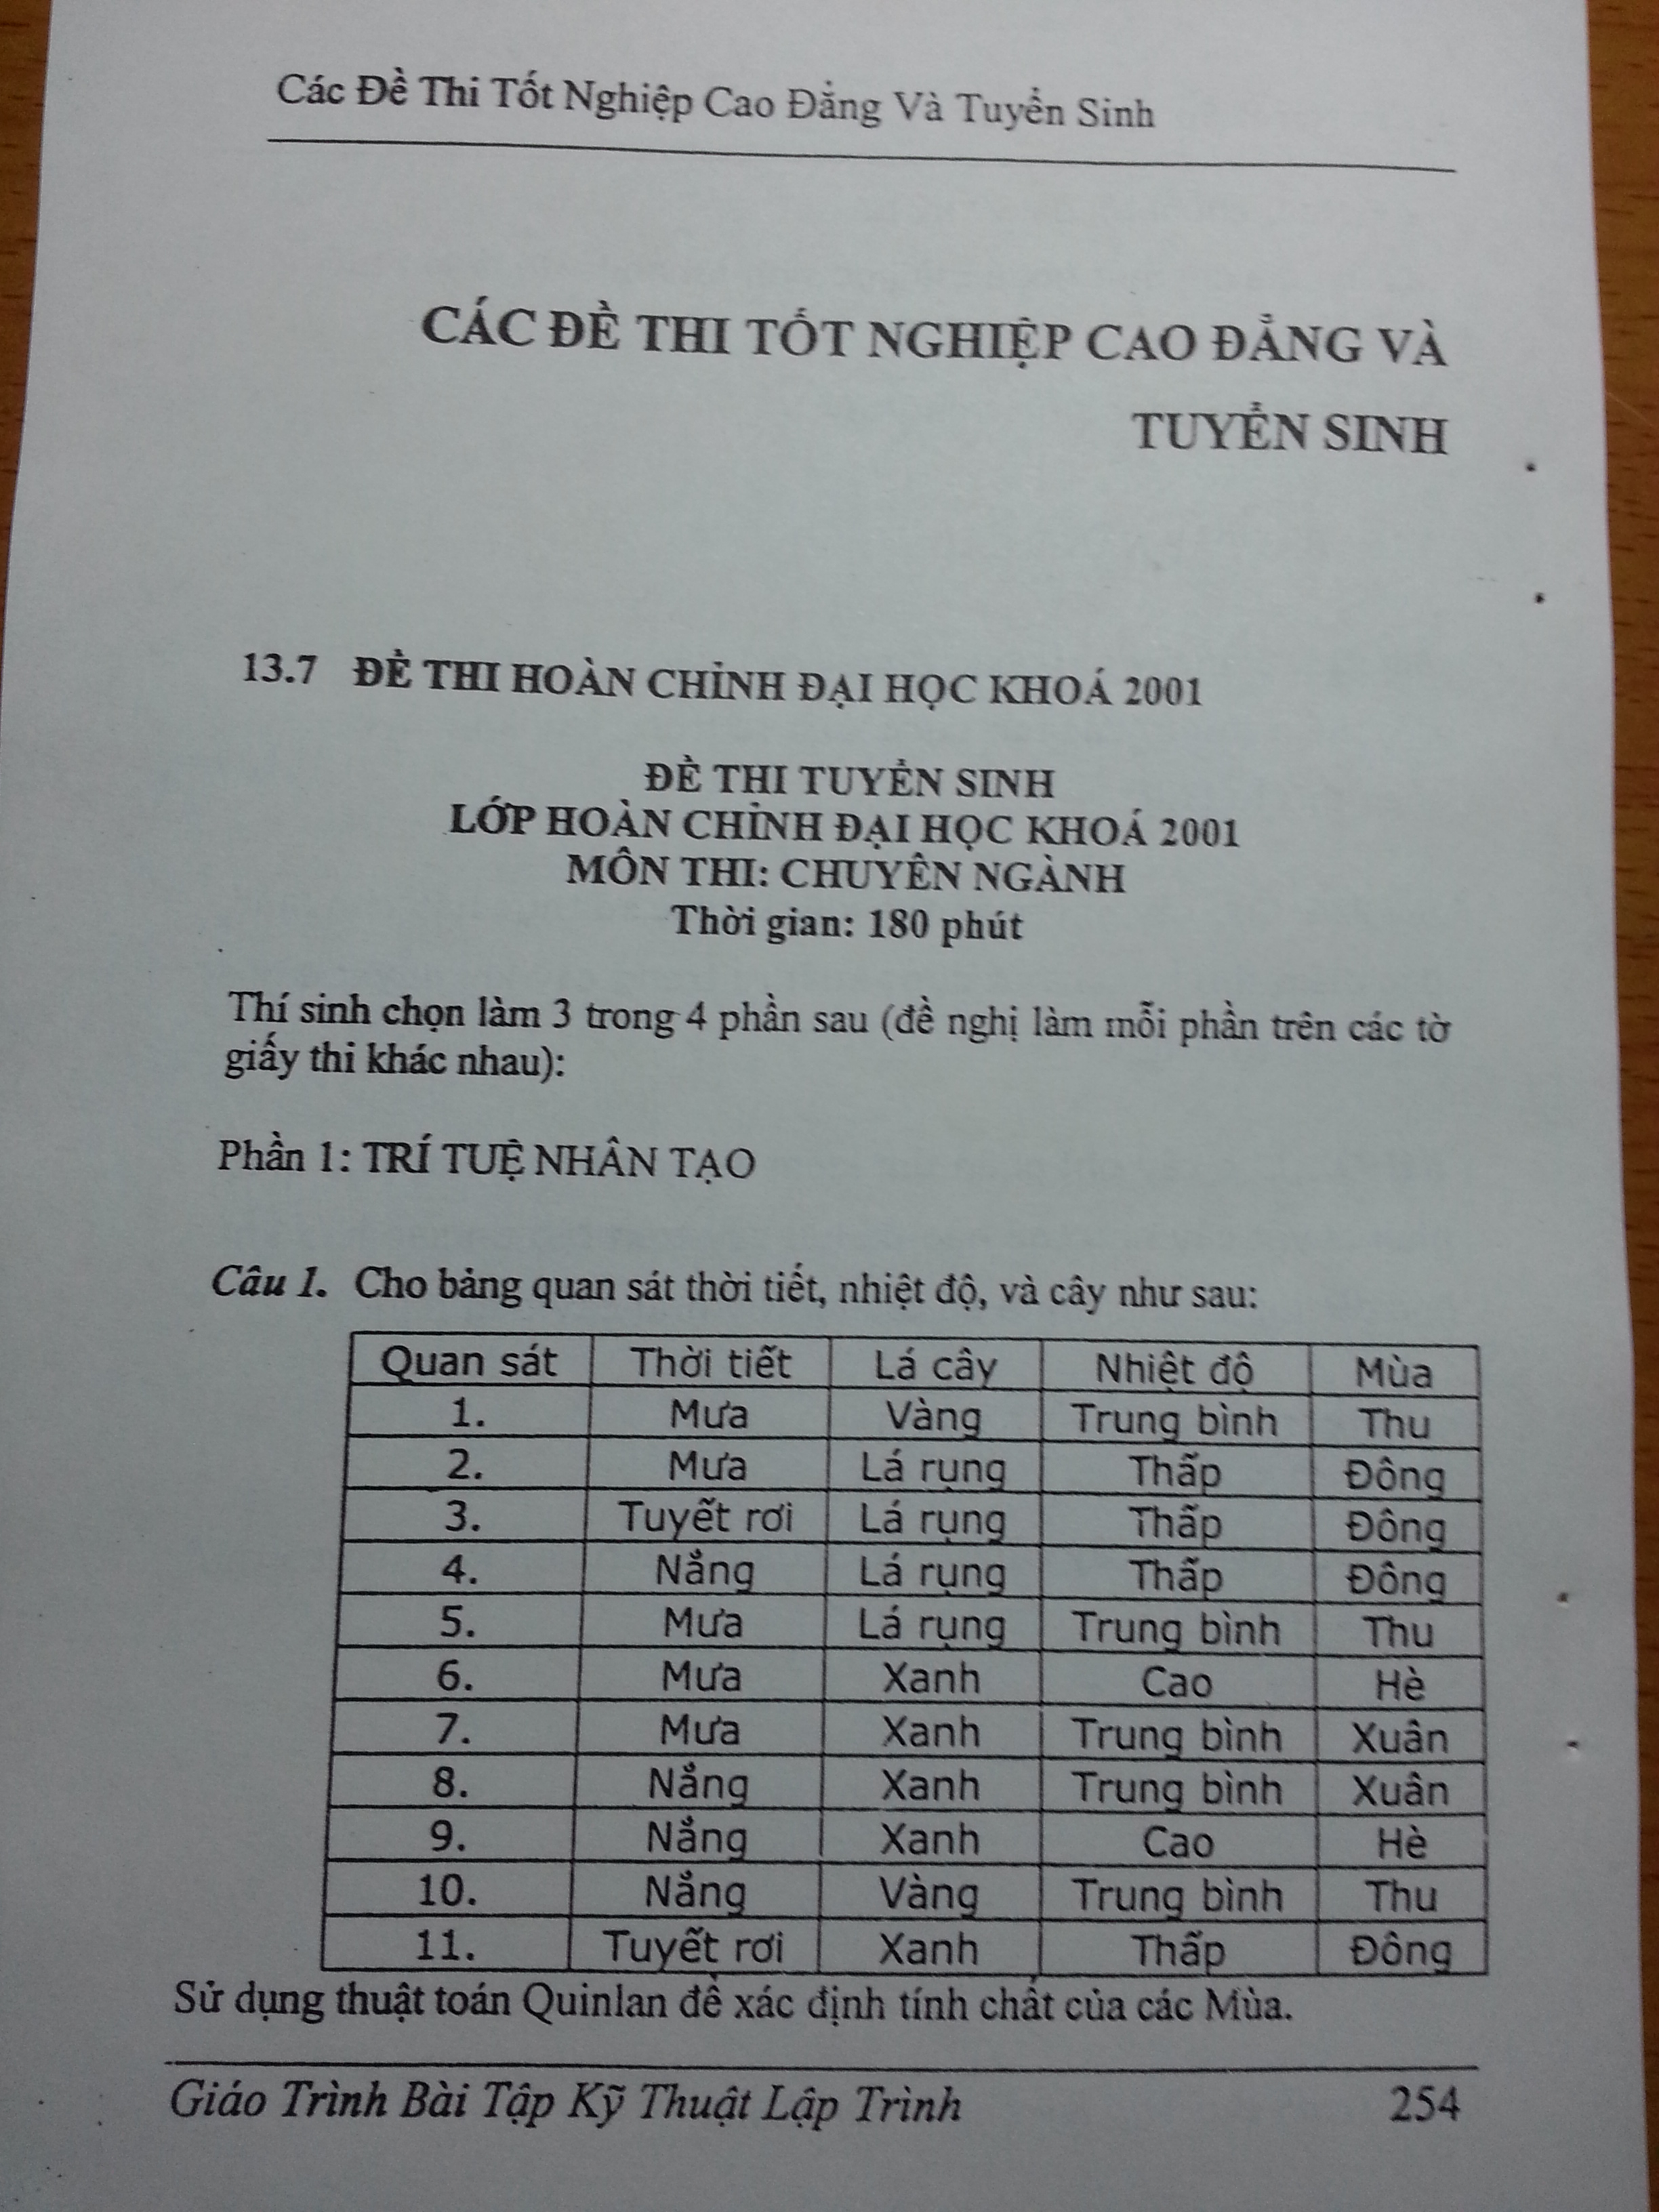 Các Đề Thi Tốt Nghiệp Cao Đẳng Và Tuyển Sinh
CÁC ĐỀ THI TỐT NGHIỆP CAO ĐẲNG VÀ
TUYỂN SINH
13.7 ĐỀ THI HOÀN CHỈNH ĐẠI HỌC KHOÁ 2001
ĐỀ THI TUYỂN SINH
LỚP HOÀN CHỈNH ĐẠI HỌC KHOÁ 2001
MÔN THI: CHUYÊN NGÀNH
Thời gian: 180 phút
Thí sinh chọn làm 3 trong 4 phần sau (đề nghị làm mỗi phần trên các tờ
giấy thi khác nhau):
Phần 1: TRÍ TUỆ NHÂN TẠO
Câu 1. Cho bảng quan sát thời tiết, nhiệt độ, và cây như sau:
Quan sát Thời tiết Lá cây Nhiệt độ Mùa
1. Mưa Vàng Trung bình Thu
2. Mưa Lá rụng Thấp Đông
3. Tuyết rơi Lá rụng Thấp Đông
4. Nắng Lá rụng Thấp Đông
5. Mưa Lá rụng Trung bình Thu
6. Mưa Xanh Cao Hè
7. Mưa Xanh Trung bình Xuân
8. Nắng Xanh Trung bình Xuân
9. Nắng Xanh Cao Hè
10. Nắng Vàng Trung bình Thu
11. Tuyết rơi Xanh Thấp Đông
Sử dụng thuật toán Quinlan để xác định tính chất của các Mùa.
Giáo Trình Bài Tập Kỹ Thuật Lập Trình 254